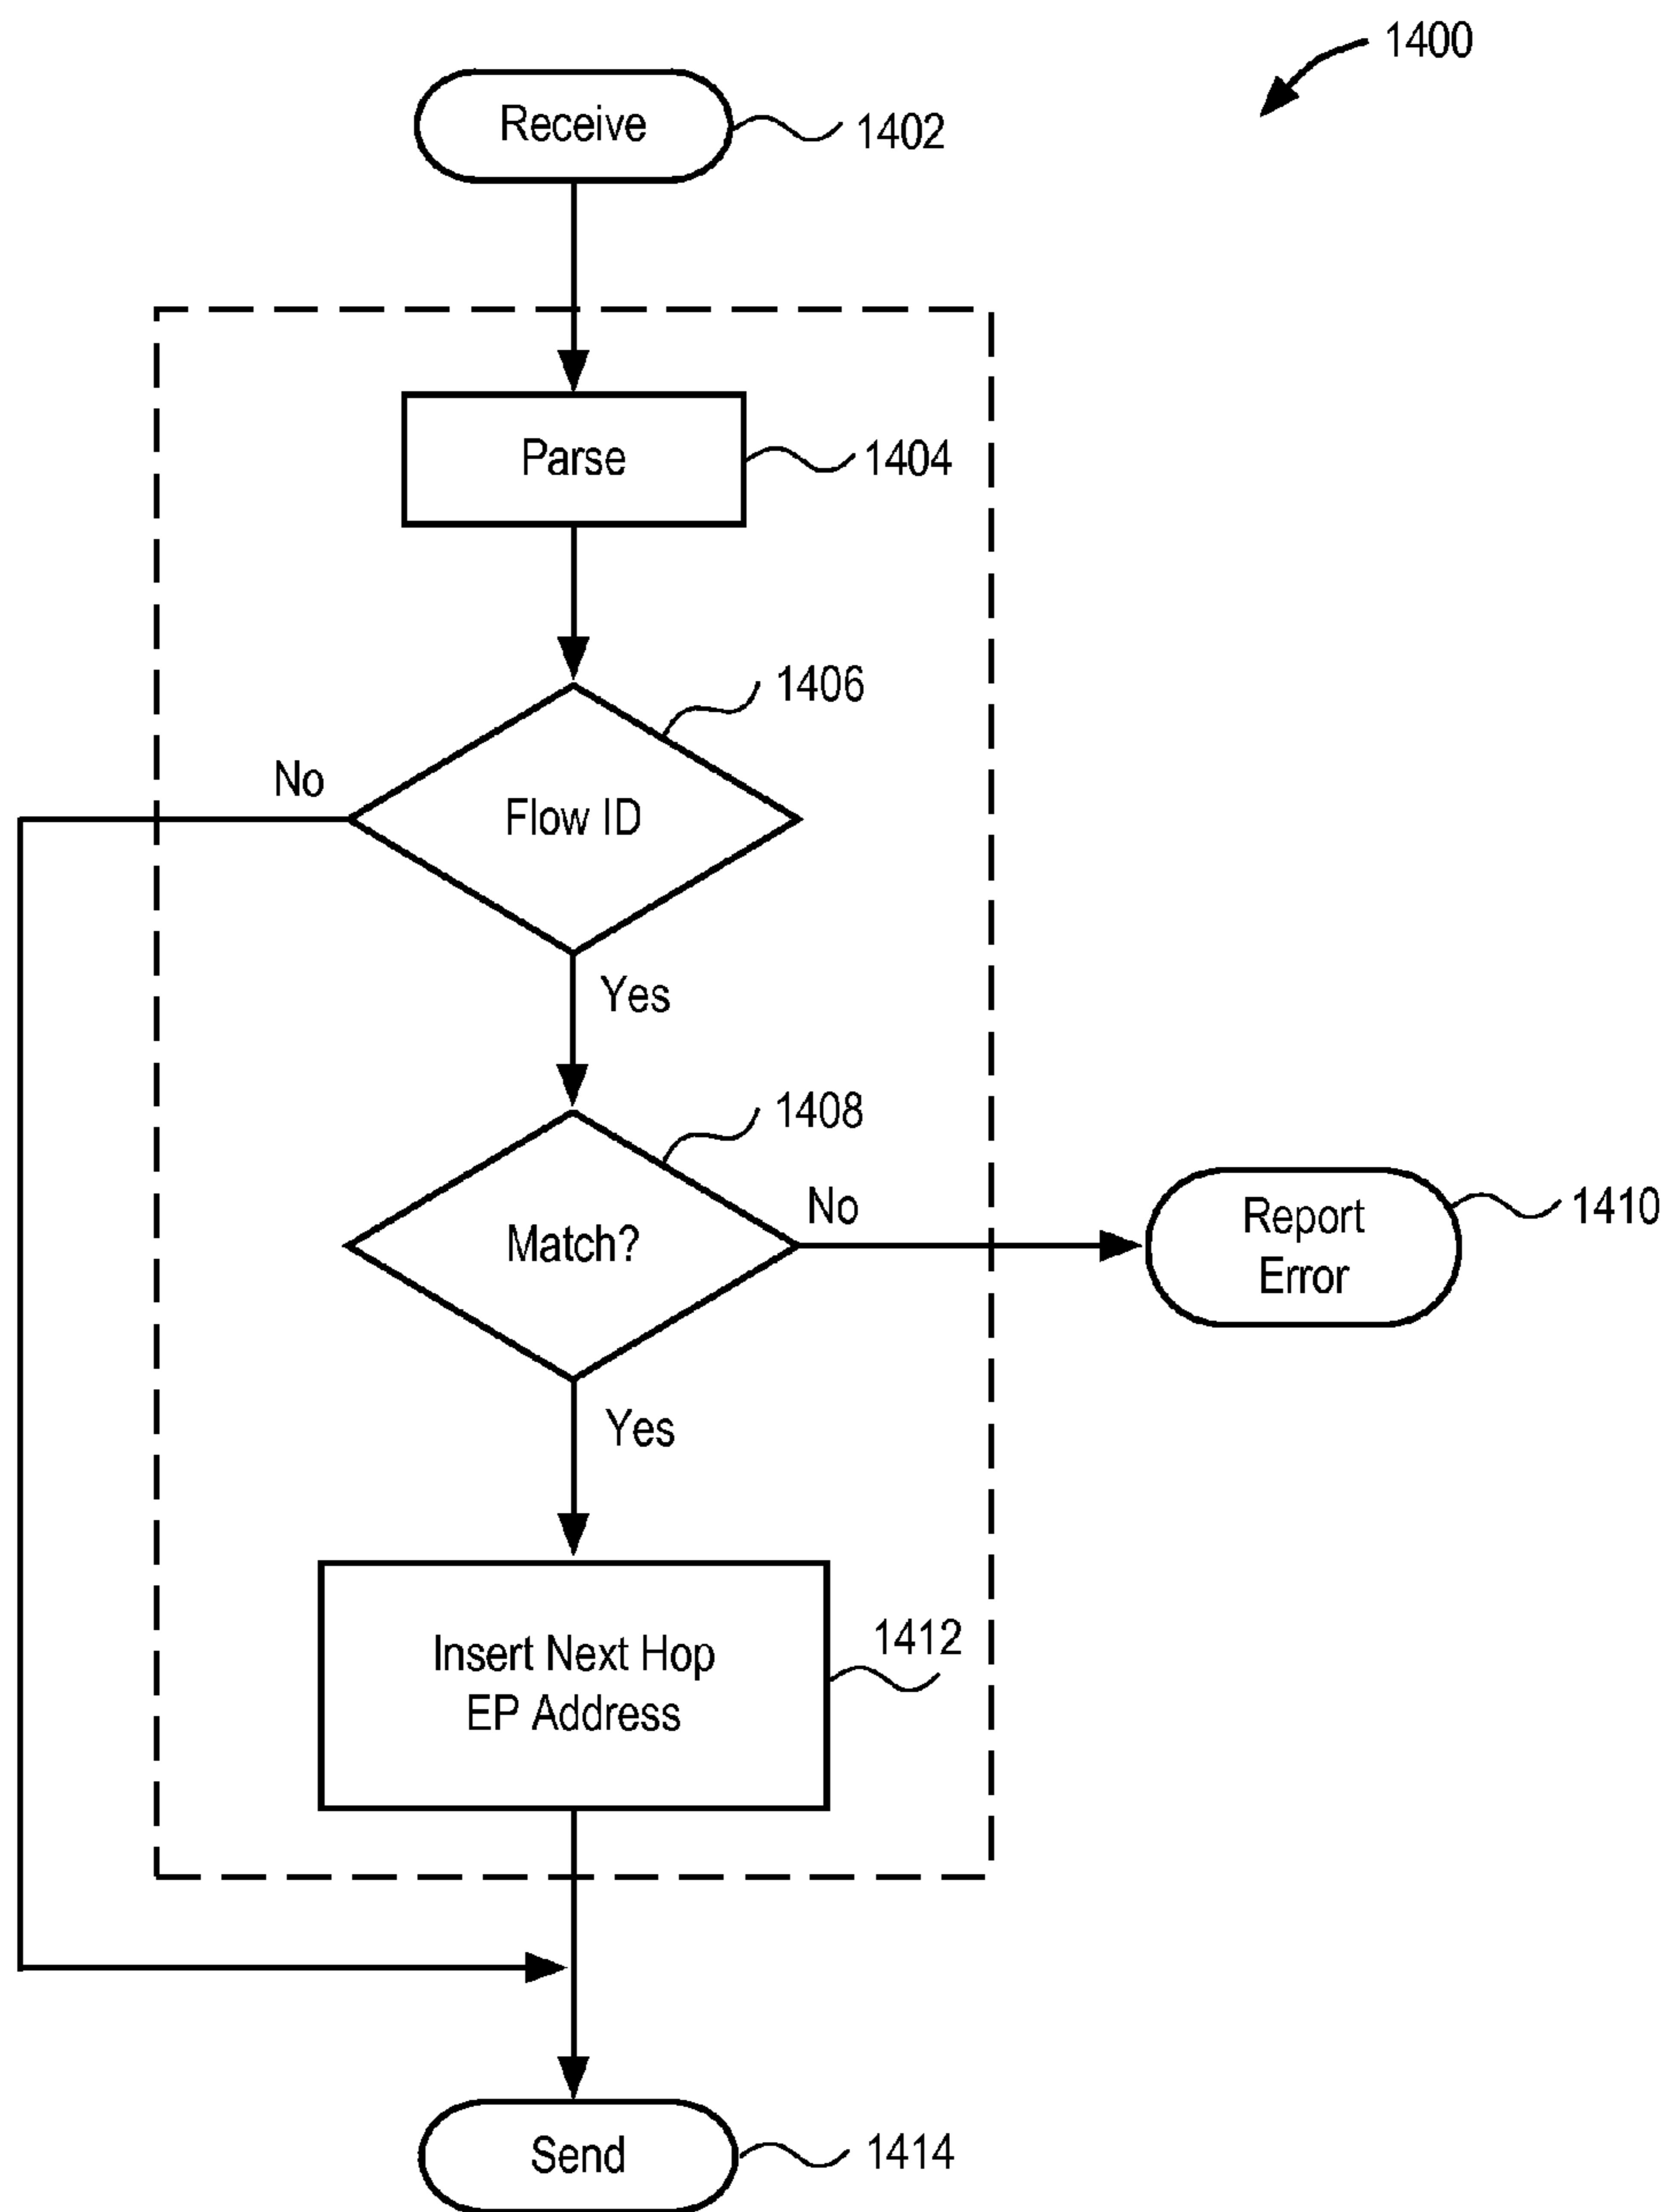 1400
Receive
1402
Parse
1404
1406
No
Flow ID
Yes
1408
No
Match?
Report
Error
1410
Yes
Insert Next Hop
EP Address
1412
Send
1414